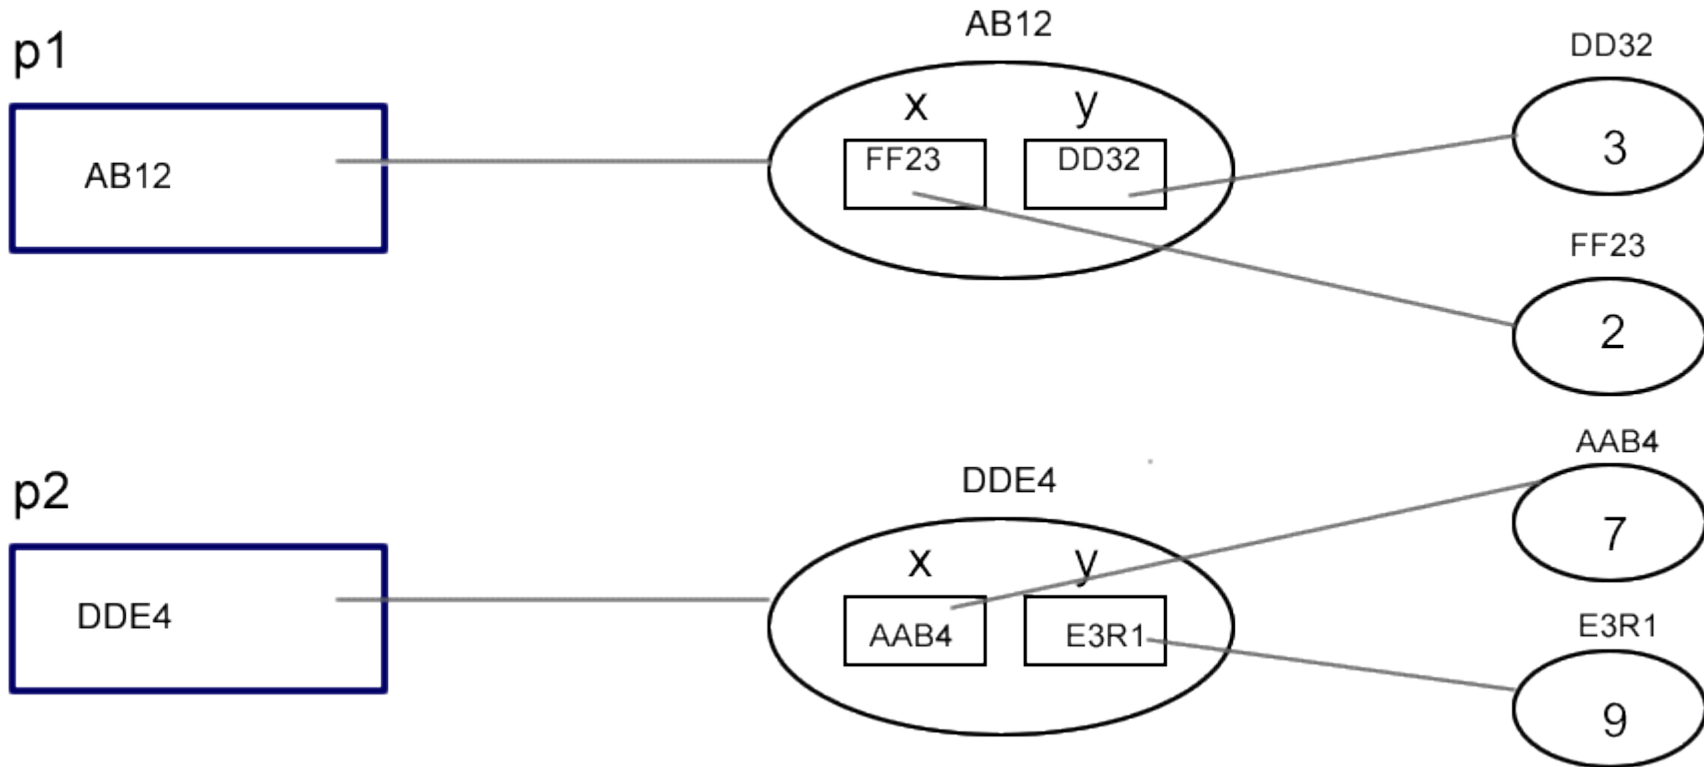 p1
AB12
AB12
x y
FF23 DD32
DD32
3
FF23
2
p2
DDE4
DDE4
x y
AAB4 E3R1
AAB4
7
E3R1
9